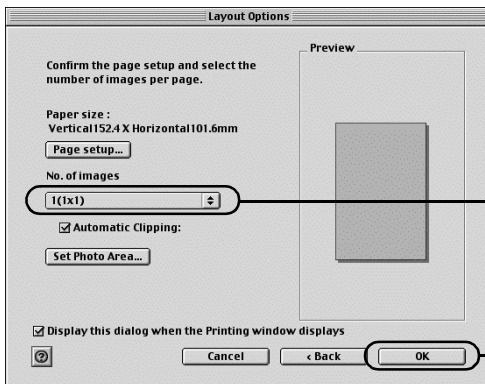 Layout Options
Confirm the page setup and select the
number of images per page.
Paper size :
Vertical152.4 X Horizontal101.6mm
Page setup...
No. of images
1(1x1)
Automatic Clipping:
Set Photo Area...
Preview
Display this dialog when the Printing window displays
?
Cancel
‹ Back
OK